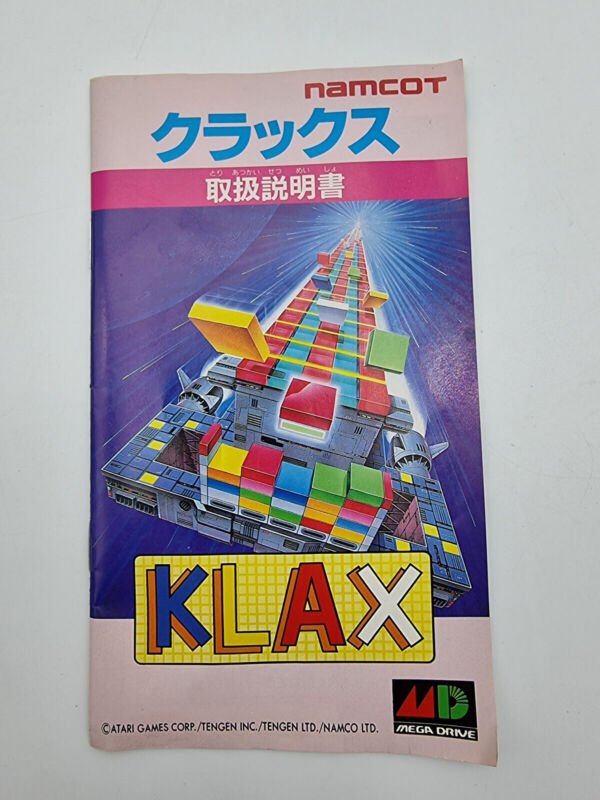 namcoT
クラックス
とり あつかい せつ めい しょ
取扱説明書
KLAX
MD
MEGA DRIVE
©ATARI GAMES CORP./TENGEN INC./TENGEN LTD./NAMCO LTD.